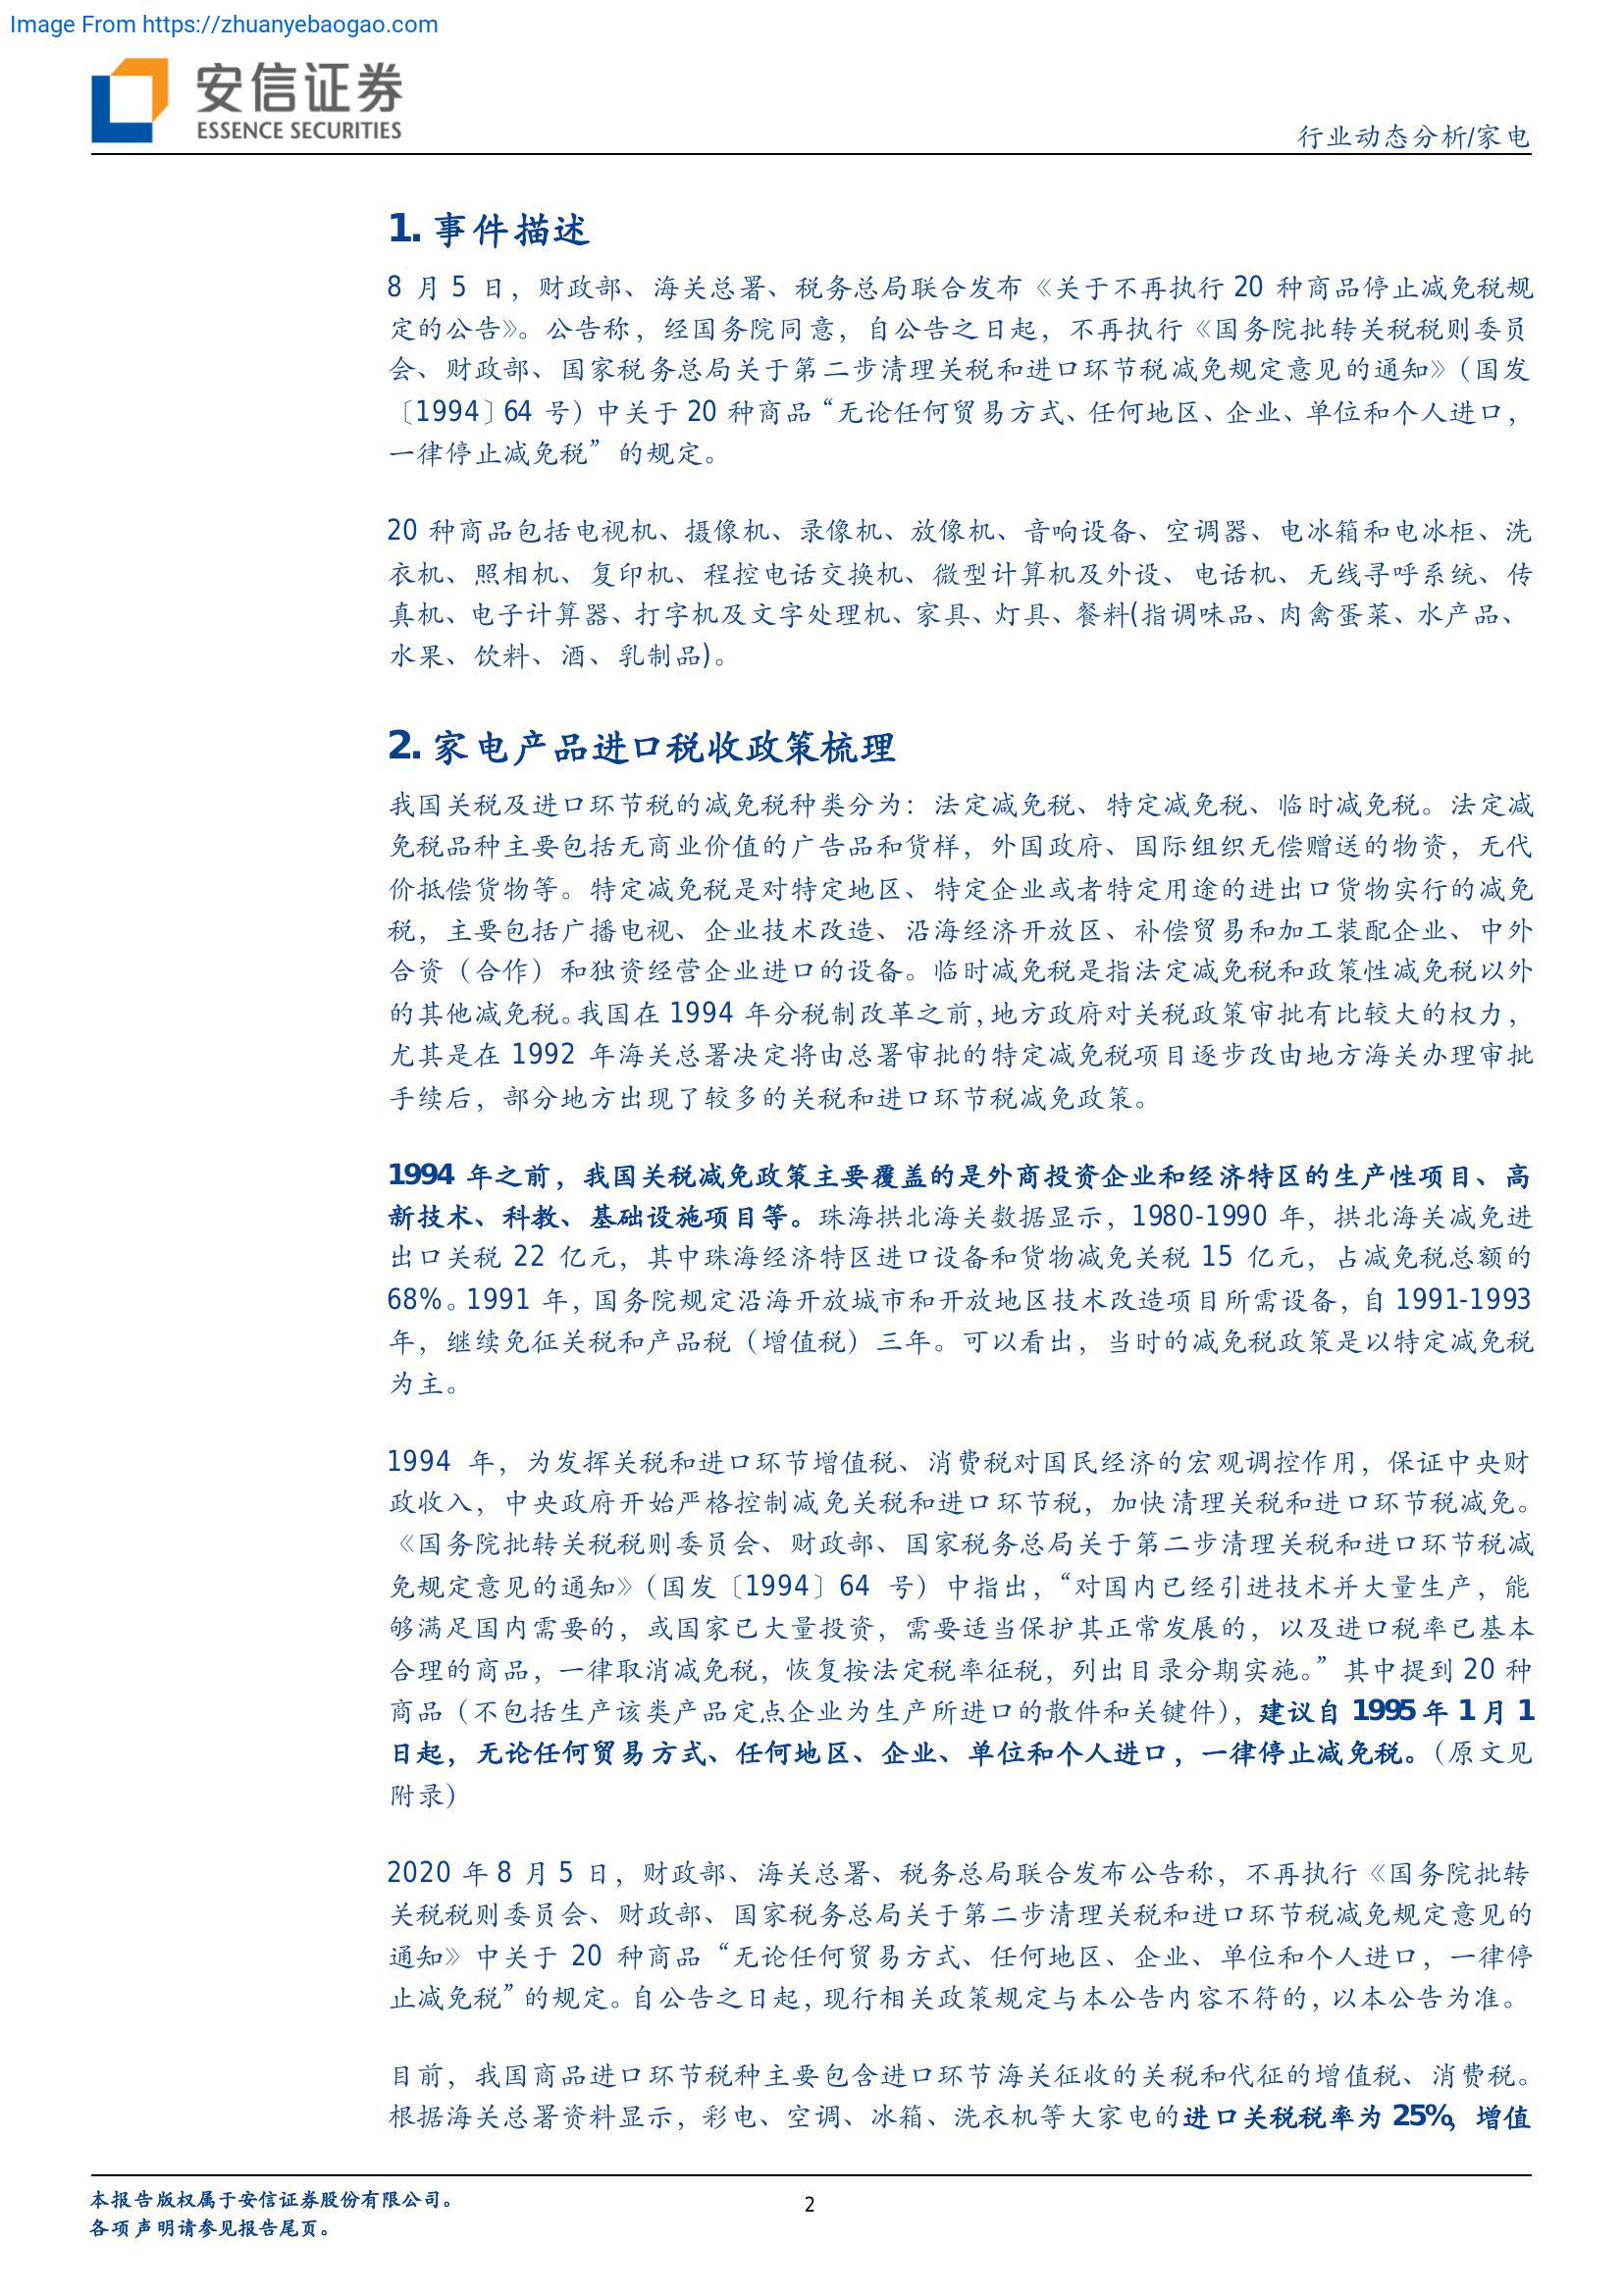 Image From https://zhuanyebaogao.com
安信证券
ESSENCE SECURITIES
行业动态分析/家电
1. 事件描述
8 月 5 日，财政部、海关总署、税务总局联合发布《关于不再执行 20 种商品停止减免税规
定的公告》。公告称，经国务院同意，自公告之日起，不再执行《国务院批转关税税则委员
会、财政部、国家税务总局关于第二步清理关税和进口环节税减免规定意见的通知》（国发
〔1994〕64 号）中关于 20 种商品“无论任何贸易方式、任何地区、企业、单位和个人进口，
一律停止减免税”的规定。
20 种商品包括电视机、摄像机、录像机、放像机、音响设备、空调器、电冰箱和电冰柜、洗
衣机、照相机、复印机、程控电话交换机、微型计算机及外设、电话机、无线寻呼系统、传
真机、电子计算器、打字机及文字处理机、家具、灯具、餐料(指调味品、肉禽蛋菜、水产品、
水果、饮料、酒、乳制品)。
2. 家电产品进口税收政策梳理
我国关税及进口环节税的减免税种类分为：法定减免税、特定减免税、临时减免税。法定减
免税品种主要包括无商业价值的广告品和货样，外国政府、国际组织无偿赠送的物资，无代
价抵偿货物等。特定减免税是对特定地区、特定企业或者特定用途的进出口货物实行的减免
税，主要包括广播电视、企业技术改造、沿海经济开放区、补偿贸易和加工装配企业、中外
合资（合作）和独资经营企业进口的设备。临时减免税是指法定减免税和政策性减免税以外
的其他减免税。我国在 1994 年分税制改革之前，地方政府对关税政策审批有比较大的权力，
尤其是在 1992 年海关总署决定将由总署审批的特定减免税项目逐步改由地方海关办理审批
手续后，部分地方出现了较多的关税和进口环节税减免政策。
1994 年之前，我国关税减免政策主要覆盖的是外商投资企业和经济特区的生产性项目、高
新技术、科教、基础设施项目等。珠海拱北海关数据显示，1980-1990 年，拱北海关减免进
出口关税 22 亿元，其中珠海经济特区进口设备和货物减免关税 15 亿元，占减免税总额的
68%。1991 年，国务院规定沿海开放城市和开放地区技术改造项目所需设备，自 1991-1993
年，继续免征关税和产品税（增值税）三年。可以看出，当时的减免税政策是以特定减免税
为主。
1994 年，为发挥关税和进口环节增值税、消费税对国民经济的宏观调控作用，保证中央财
政收入，中央政府开始严格控制减免关税和进口环节税，加快清理关税和进口环节税减免。
《国务院批转关税税则委员会、财政部、国家税务总局关于第二步清理关税和进口环节税减
免规定意见的通知》（国发〔1994〕64 号）中指出，“对国内已经引进技术并大量生产，能
够满足国内需要的，或国家已大量投资，需要适当保护其正常发展的，以及进口税率已基本
合理的商品，一律取消减免税，恢复按法定税率征税，列出目录分期实施。”其中提到 20 种
商品（不包括生产该类产品定点企业为生产所进口的散件和关键件），建议自 1995 年 1 月 1
日起，无论任何贸易方式、任何地区、企业、单位和个人进口，一律停止减免税。（原文见
附录）
2020 年 8 月 5 日，财政部、海关总署、税务总局联合发布公告称，不再执行《国务院批转
关税税则委员会、财政部、国家税务总局关于第二步清理关税和进口环节税减免规定意见的
通知》中关于 20 种商品“无论任何贸易方式、任何地区、企业、单位和个人进口，一律停
止减免税”的规定。自公告之日起，现行相关政策规定与本公告内容不符的，以本公告为准。
目前，我国商品进口环节税种主要包含进口环节海关征收的关税和代征的增值税、消费税。
根据海关总署资料显示，彩电、空调、冰箱、洗衣机等大家电的进口关税税率为 25%，增值
本报告版权属于安信证券股份有限公司。
2
各项声明请参见报告尾页。